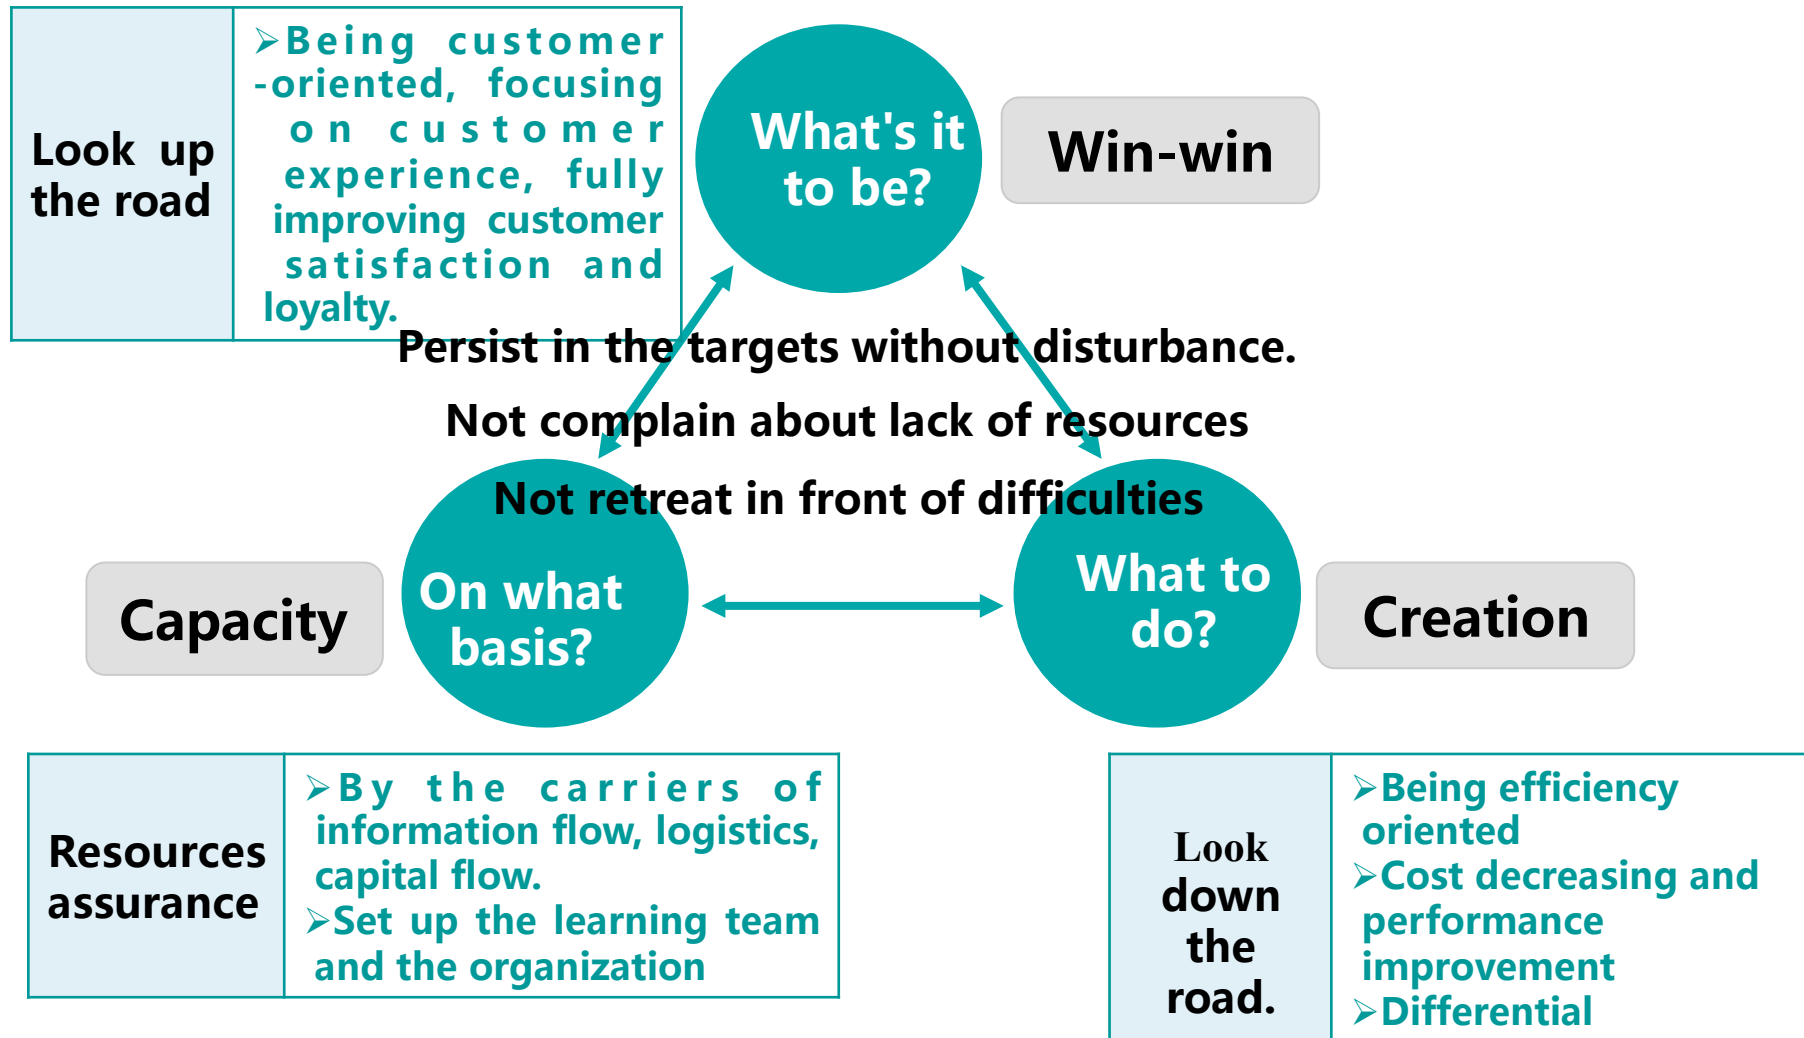 Look up
the road
➢Being customer
-oriented, focusing
on customer
experience, fully
improving customer
satisfaction and
loyalty.
What's it
to be?
Win-win
Persist in the targets without disturbance.
Not complain about lack of resources
Not retreat in front of difficulties
Capacity
On what
basis?
What to
do?
Creation
Resources
assurance
➢By the carriers of
information flow, logistics,
capital flow.
➢Set up the learning team
and the organization
Look
down
the
road.
➢Being efficiency
oriented
➢Cost decreasing and
performance
improvement
➢Differential